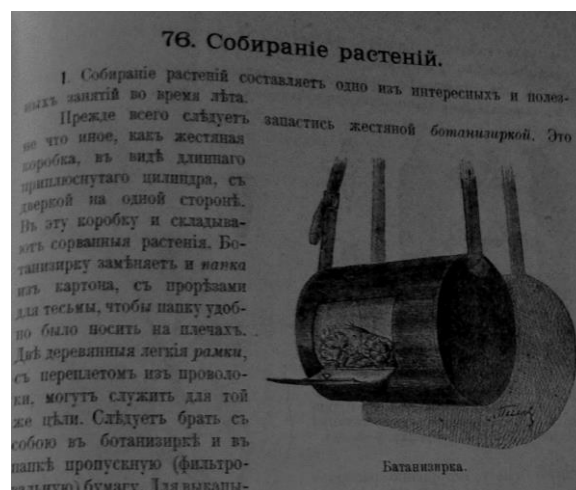 76. Собираніе растеній.
I. Собираніе растеній составляетъ одно изъ интересныхъ и полез-
ныхъ занятій во время лѣта.
Прежде всего слѣдуетъ запастись жестяной ботанизиркой. Это
не что иное, какъ жестяная
коробка, въ видѣ длиннаго
приплюснутаго цилиндра, съ
дверкой на одной сторонѣ.
Въ эту коробку и складыва-
ютъ сорванныя растенія. Бо-
танизирку замѣняетъ и папка
изъ картона, съ прорѣзами
для тесьмы, чтобы папку удоб-
но было носить на плечахъ.
Двѣ деревянныя легкія рамки,
съ переплетомъ изъ проволо-
ки, могутъ служить для той
же цѣли. Слѣдуетъ брать съ
собою въ ботанизиркѣ и въ
папкѣ пропускную (фильтро-
вальную) бумагу. Для выкапы-
Батанизирка.